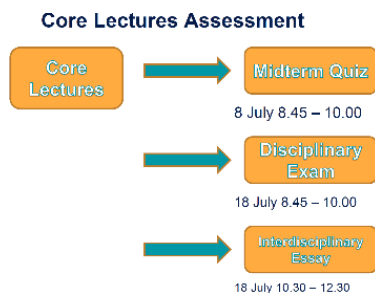 Core Lectures Assessment
Core
Lectures
Midterm Quiz
8 July 8.45 – 10.00
Disciplinary
Exam
18 July 8.45 – 10.00
Interdisciplinary
Essay
18 July 10.30 – 12.30